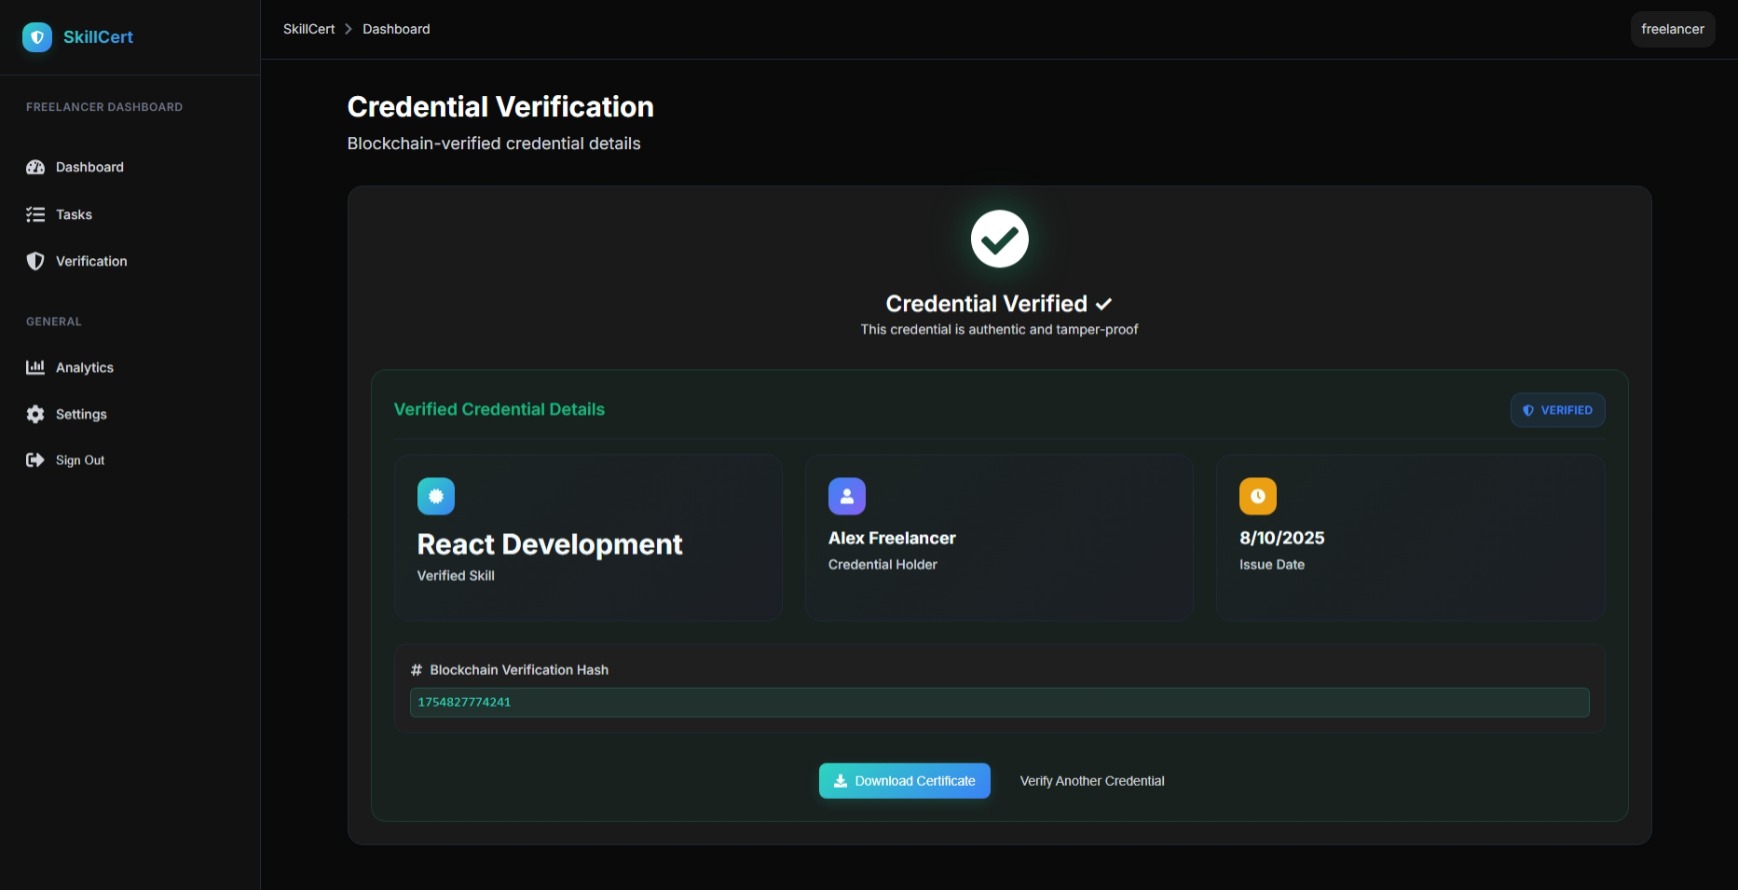 SkillCert
SkillCert > Dashboard
freelancer
FREELANCER DASHBOARD
Dashboard
Tasks
Verification
GENERAL
Analytics
Settings
Sign Out
Credential Verification
Blockchain-verified credential details
Credential Verified ✓
This credential is authentic and tamper-proof
Verified Credential Details
VERIFIED
React Development
Verified Skill
Alex Freelancer
Credential Holder
8/10/2025
Issue Date
# Blockchain Verification Hash
1754827774241
Download Certificate
Verify Another Credential